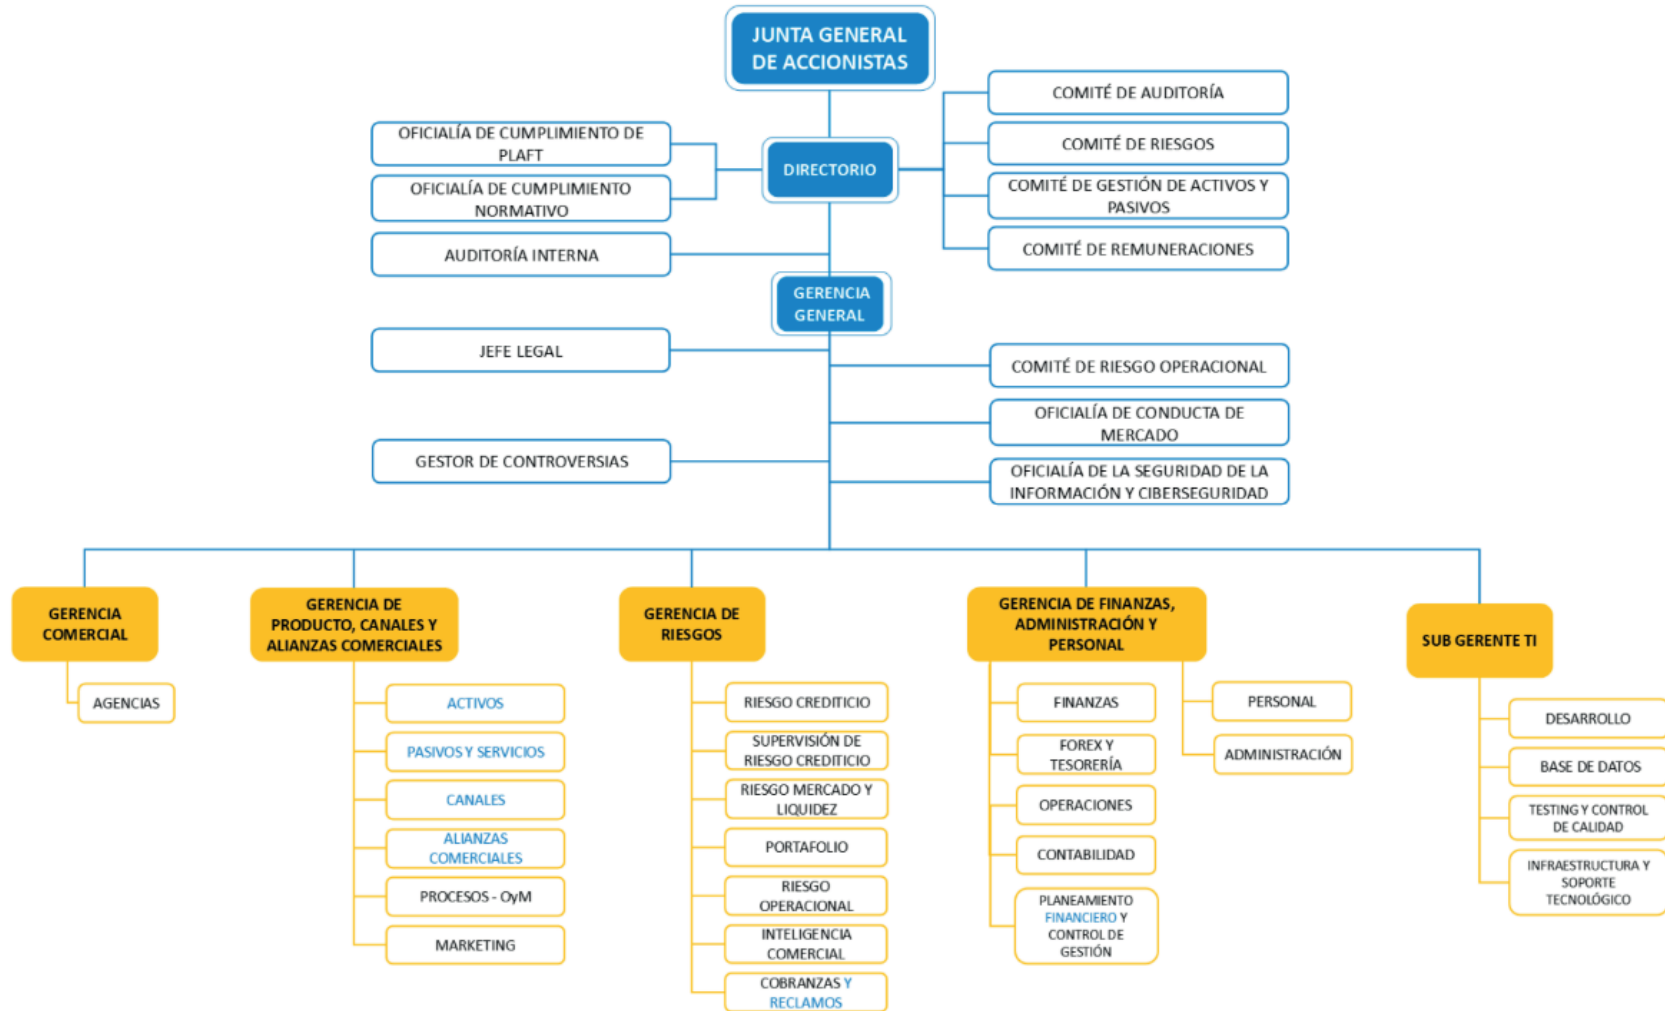 JUNTA GENERAL
DE ACCIONISTAS
COMITÉ DE AUDITORÍA
OFICIALÍA DE CUMPLIMIENTO DE
PLAFT
COMITÉ DE RIESGOS
DIRECTORIO
OFICIALÍA DE CUMPLIMIENTO
NORMATIVO
COMITÉ DE GESTIÓN DE ACTIVOS Y
PASIVOS
AUDITORÍA INTERNA
COMITÉ DE REMUNERACIONES
GERENCIA
GENERAL
JEFE LEGAL
COMITÉ DE RIESGO OPERACIONAL
OFICIALÍA DE CONDUCTA DE
MERCADO
GESTOR DE CONTROVERSIAS
OFICIALÍA DE LA SEGURIDAD DE LA
INFORMACIÓN Y CIBERSEGURIDAD
GERENCIA
COMERCIAL
AGENCIAS
GERENCIA DE
PRODUCTO, CANALES Y
ALIANZAS COMERCIALES
ACTIVOS
PASIVOS Y SERVICIOS
CANALES
ALIANZAS
COMERCIALES
PROCESOS - OyM
MARKETING
GERENCIA DE
RIESGOS
RIESGO CREDITICIO
SUPERVISIÓN DE
RIESGO CREDITICIO
RIESGO MERCADO Y
LIQUIDEZ
PORTAFOLIO
RIESGO
OPERACIONAL
INTELIGENCIA
COMERCIAL
COBRANZAS Y
RECLAMOS
GERENCIA DE FINANZAS,
ADMINISTRACIÓN Y
PERSONAL
FINANZAS
FOREX Y
TESORERÍA
OPERACIONES
CONTABILIDAD
PLANEAMIENTO
FINANCIERO Y
CONTROL DE
GESTIÓN
PERSONAL
ADMINISTRACIÓN
SUB GERENTE TI
DESARROLLO
BASE DE DATOS
TESTING Y CONTROL
DE CALIDAD
INFRAESTRUCTURA Y
SOPORTE
TECNOLÓGICO